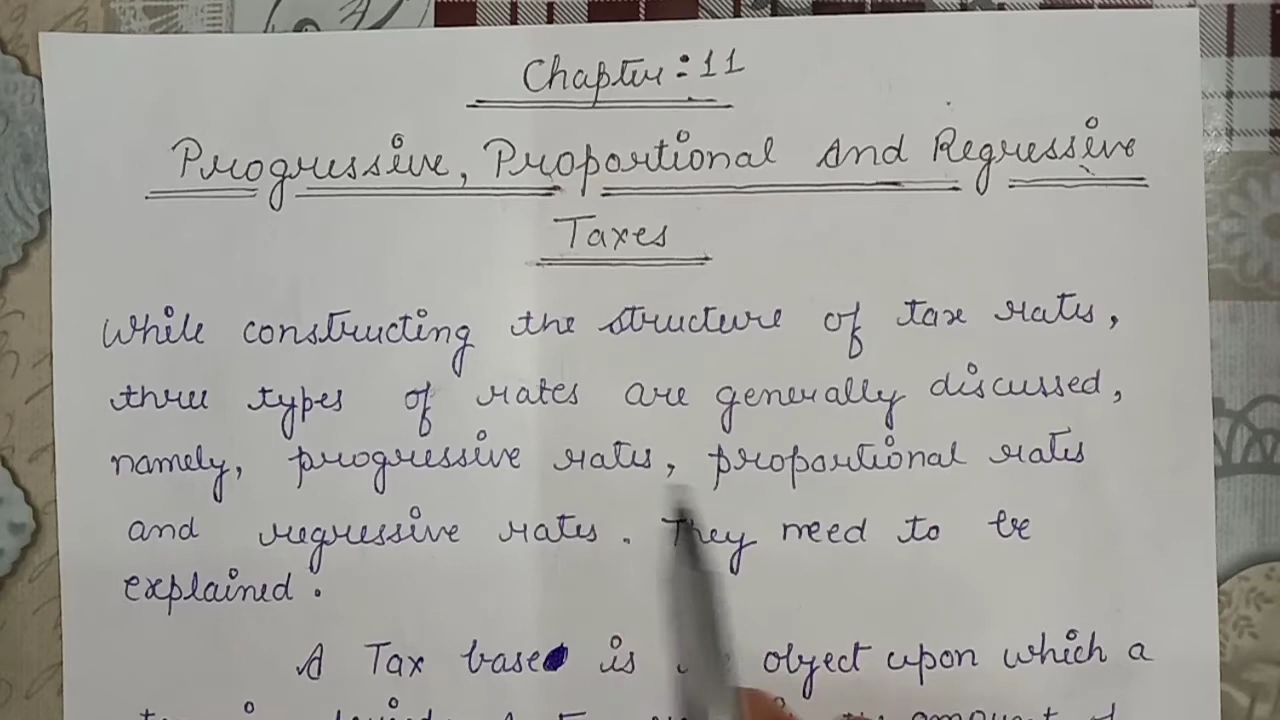 Chapter: 11
Progressive, Proportional And Regressive
Taxes
While constructing the structure of tax rates,
three types of rates are generally discussed,
namely, progressive rates, proportional rates
and regressive rates. They need to be
explained.
A Tax base is object upon which a